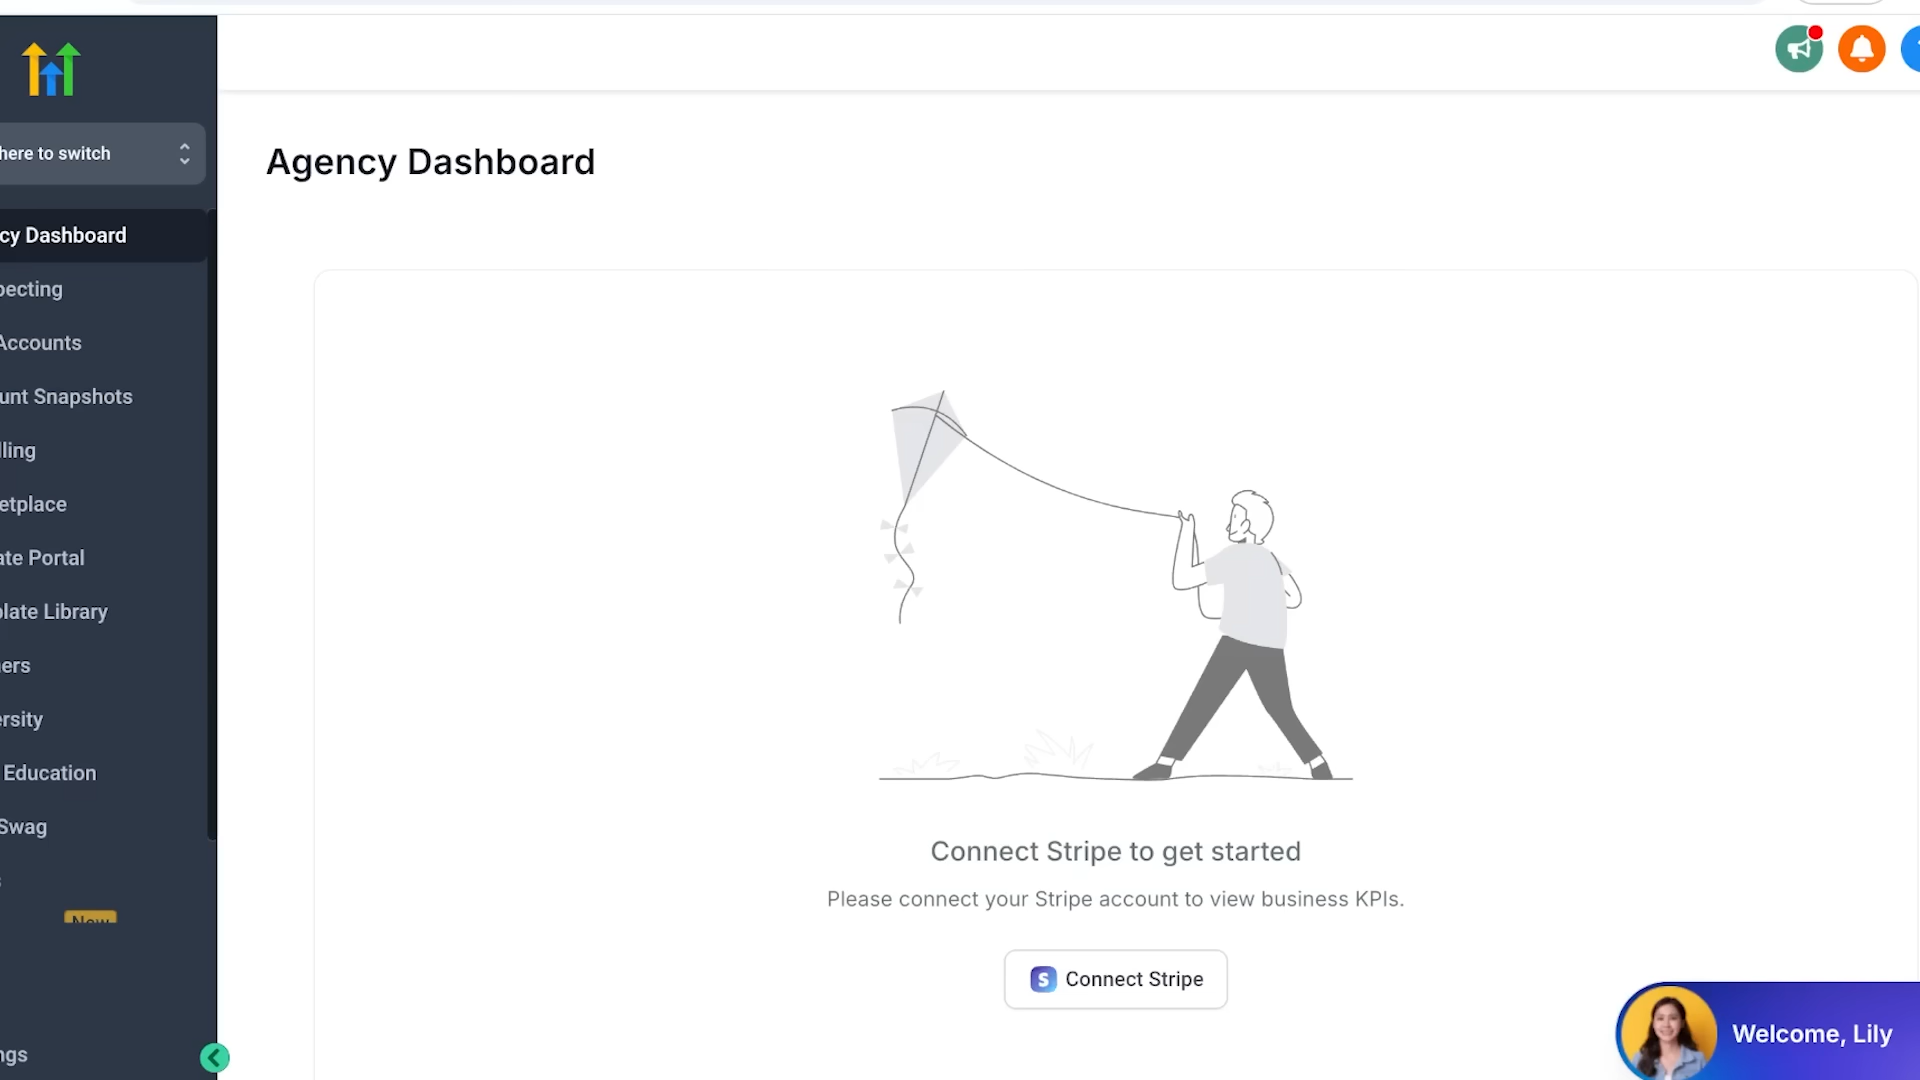 here to switch
Agency Dashboard
cy Dashboard
pecting
Accounts
unt Snapshots
lling
etplace
ate Portal
plate Library
ners
ersity
Education
Swag
s
New
ngs
Connect Stripe to get started
Please connect your Stripe account to view business KPIs.
S Connect Stripe
Welcome, Lily